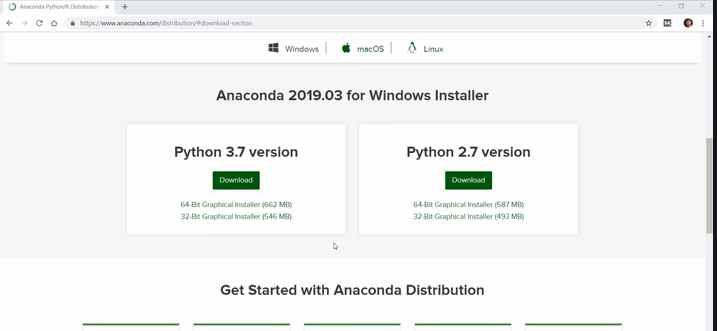 Anaconda Python/R Distribution
https://www.anaconda.com/distribution/#download-section
Windows | macOS | Linux
Anaconda 2019.03 for Windows Installer
Python 3.7 version
Download
64-Bit Graphical Installer (662 MB)
32-Bit Graphical Installer (546 MB)
Python 2.7 version
Download
64-Bit Graphical Installer (587 MB)
32-Bit Graphical Installer (493 MB)
Get Started with Anaconda Distribution